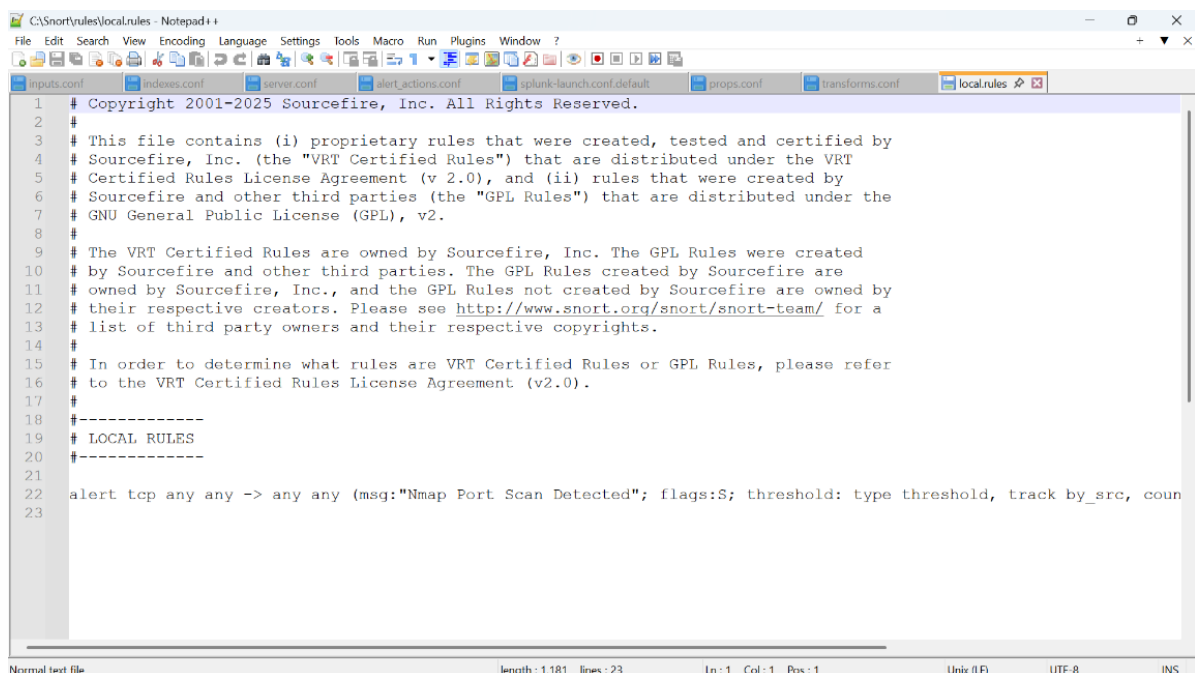 C:\Snort\rules\local.rules - Notepad++
File Edit Search View Encoding Language Settings Tools Macro Run Plugins Window ?
inputs.conf indexes.conf server.conf alert_actions.conf splunk-launch.conf.default props.conf transforms.conf local.rules
1 # Copyright 2001-2025 Sourcefire, Inc. All Rights Reserved.
2 #
3 # This file contains (i) proprietary rules that were created, tested and certified by
4 # Sourcefire, Inc. (the "VRT Certified Rules") that are distributed under the VRT
5 # Certified Rules License Agreement (v 2.0), and (ii) rules that were created by
6 # Sourcefire and other third parties (the "GPL Rules") that are distributed under the
7 # GNU General Public License (GPL), v2.
8 #
9 # The VRT Certified Rules are owned by Sourcefire, Inc. The GPL Rules were created
10 # by Sourcefire and other third parties. The GPL Rules created by Sourcefire are
11 # owned by Sourcefire, Inc., and the GPL Rules not created by Sourcefire are owned by
12 # their respective creators. Please see http://www.snort.org/snort/snort-team/ for a
13 # list of third party owners and their respective copyrights.
14 #
15 # In order to determine what rules are VRT Certified Rules or GPL Rules, please refer
16 # to the VRT Certified Rules License Agreement (v2.0).
17 #
18 #-------------
19 # LOCAL RULES
20 #-------------
21
22 alert tcp any any -> any any (msg:"Nmap Port Scan Detected"; flags:S; threshold: type threshold, track by_src, coun
23
Normal text file length : 1,181 lines : 23 Ln : 1 Col : 1 Pos : 1 Unix (LF) UTF-8 INS